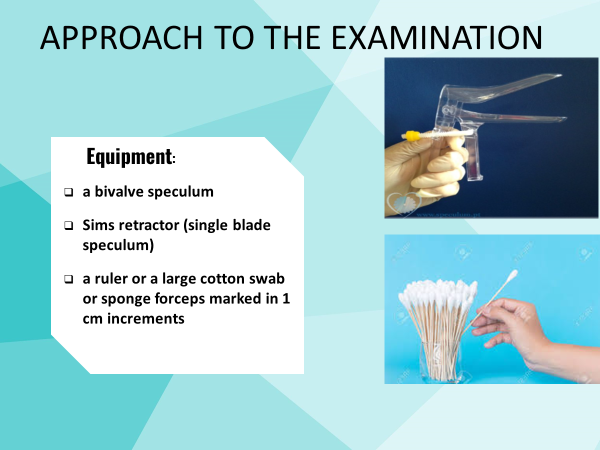 APPROACH TO THE EXAMINATION
Equipment:
❑ a bivalve speculum
❑ Sims retractor (single blade
speculum)
❑ a ruler or a large cotton swab
or sponge forceps marked in 1
cm increments